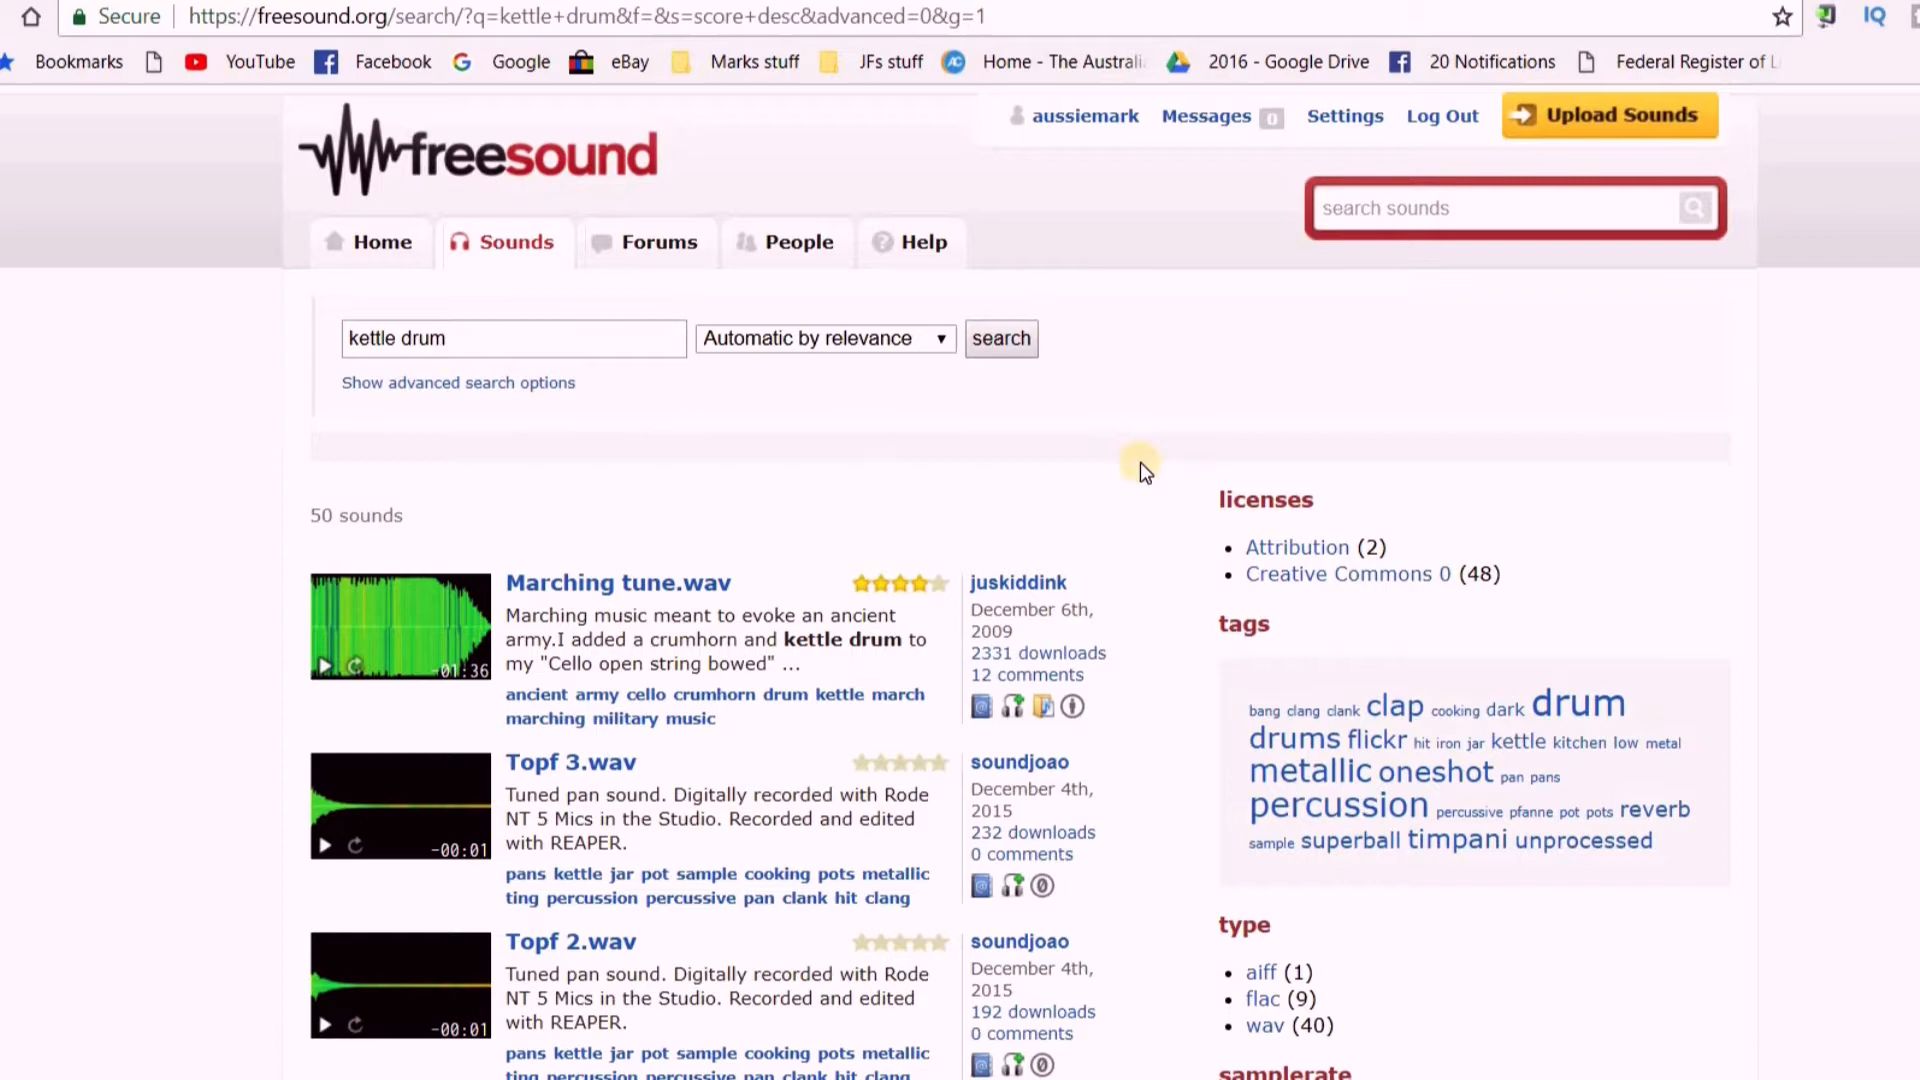 Secure https://freesound.org/search/?q=kettle+drum&f=&s=score+desc&advanced=0&g=1 IQ
Bookmarks YouTube Facebook Google eBay Marks stuff JFs stuff Home - The Australi 2016 - Google Drive 20 Notifications Federal Register of L
aussiemark Messages 0 Settings Log Out Upload Sounds
freesound
search sounds
Home Sounds Forums People Help
kettle drum Automatic by relevance search
Show advanced search options
50 sounds
Marching tune.wav
Marching music meant to evoke an ancient
army.I added a crumhorn and kettle drum to
my "Cello open string bowed" ...
ancient army cello crumhorn drum kettle march
marching military music
-01:36
juskiddink
December 6th,
2009
2331 downloads
12 comments
Topf 3.wav
Tuned pan sound. Digitally recorded with Rode
NT 5 Mics in the Studio. Recorded and edited
with REAPER.
pans kettle jar pot sample cooking pots metallic
ting percussion percussive pan clank hit clang
-00:01
soundjoao
December 4th,
2015
232 downloads
0 comments
Topf 2.wav
Tuned pan sound. Digitally recorded with Rode
NT 5 Mics in the Studio. Recorded and edited
with REAPER.
pans kettle jar pot sample cooking pots metallic
ting percussion percussive pan clank hit clang
-00:01
soundjoao
December 4th,
2015
192 downloads
0 comments
licenses
Attribution (2)
Creative Commons 0 (48)
tags
bang clang clank clap cooking dark drum
drums flickr hit iron jar kettle kitchen low metal
metallic oneshot pan pans
percussion percussive pfanne pot pots reverb
sample superball timpani unprocessed
type
aiff (1)
flac (9)
wav (40)
samplerate